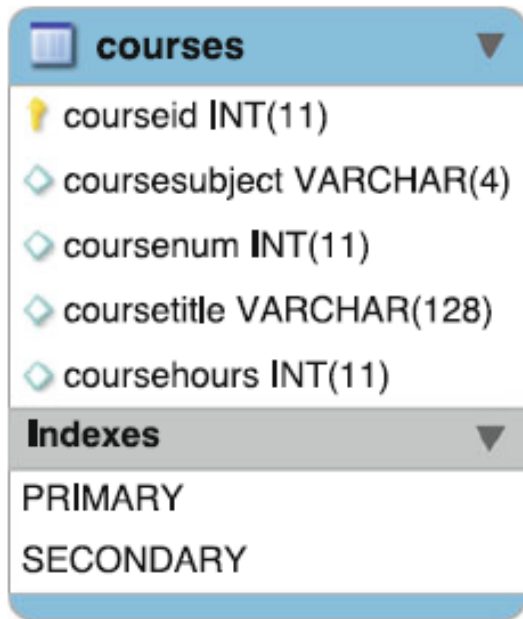 courses
courseid INT(11)
coursesubject VARCHAR(4)
coursenum INT(11)
coursetitle VARCHAR(128)
coursehours INT(11)
Indexes
PRIMARY
SECONDARY